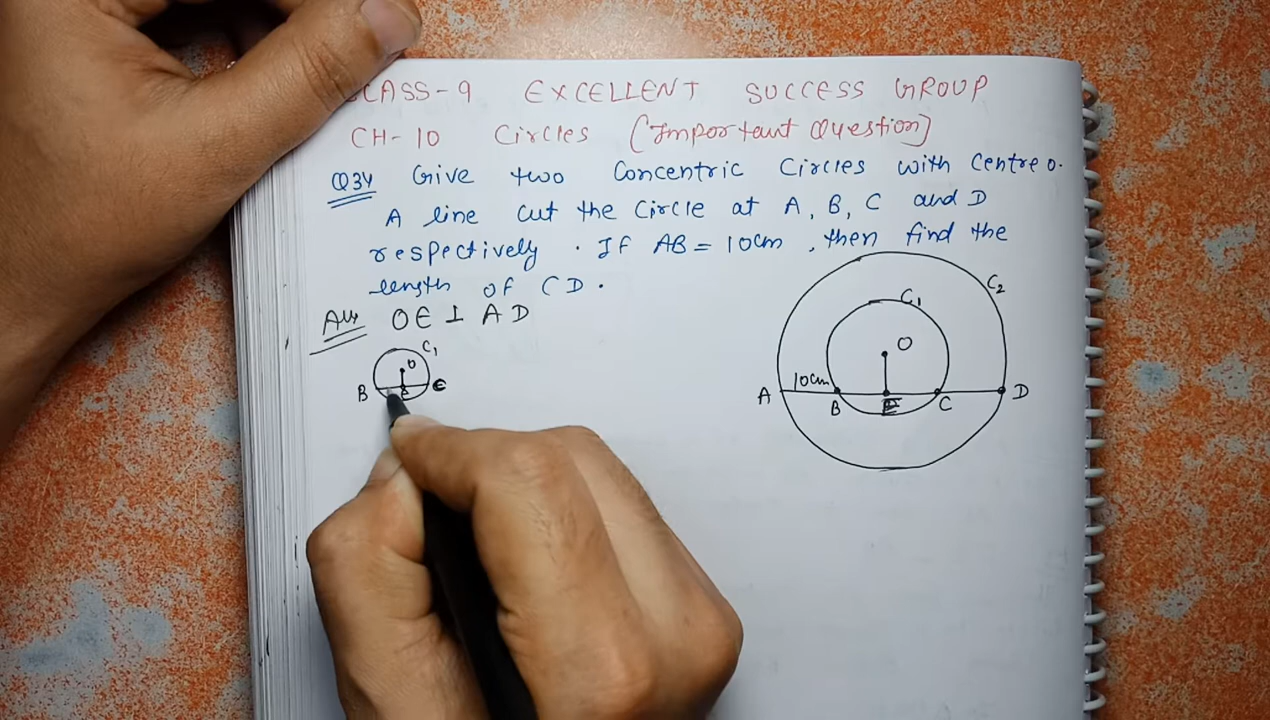 CLASS-9 EXCELLENT SUCCESS GROUP
CH-10 Circles (Important Question)
Q34 Give two Concentric Circles with Centre O.
A line cut the Circle at A, B, C and D
respectively. If AB = 10cm, then find the
length of CD.
Ans OE ⊥ AD
C₁
O
B E C
C₂
C₁
O
A 10cm B E C D